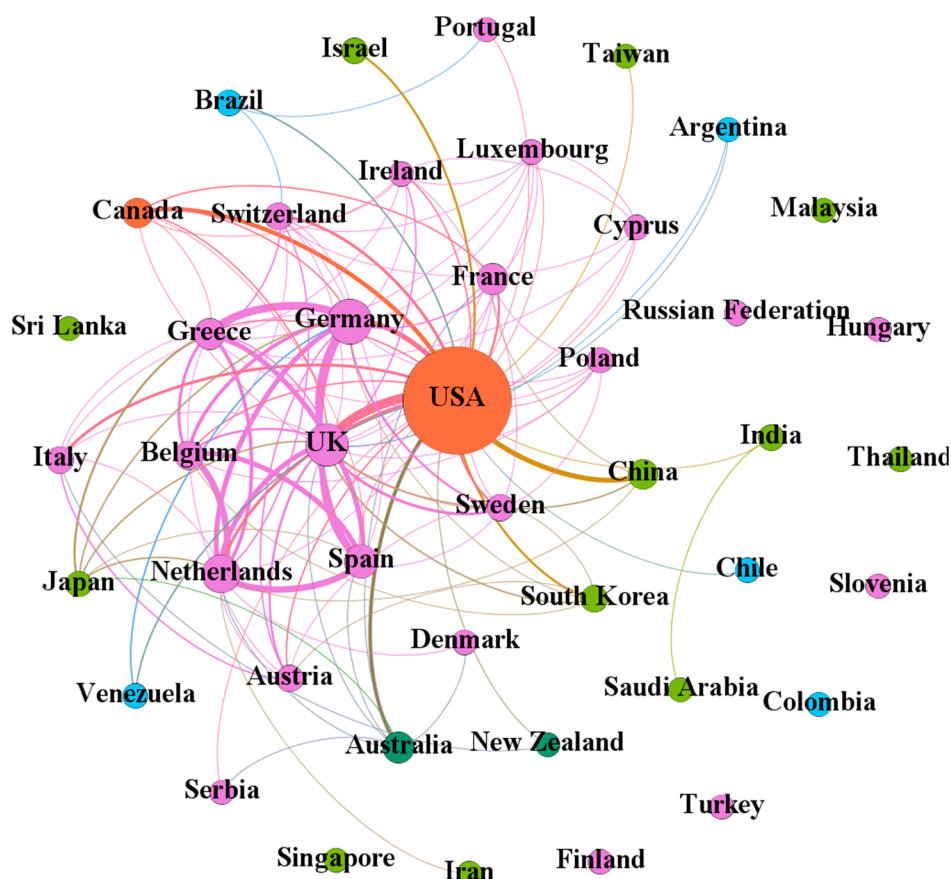 Portugal
Israel
Taiwan
Brazil
Argentina
Luxembourg
Ireland
Canada
Switzerland
Malaysia
Cyprus
France
Russian Federation
Sri Lanka
Greece
Germany
Hungary
Poland
USA
India
UK
Belgium
Italy
China
Thailand
Sweden
Spain
Netherlands
Chile
Japan
Slovenia
South Korea
Denmark
Austria
Venezuela
Saudi Arabia
Colombia
Australia
New Zealand
Serbia
Turkey
Singapore
Finland
Iran